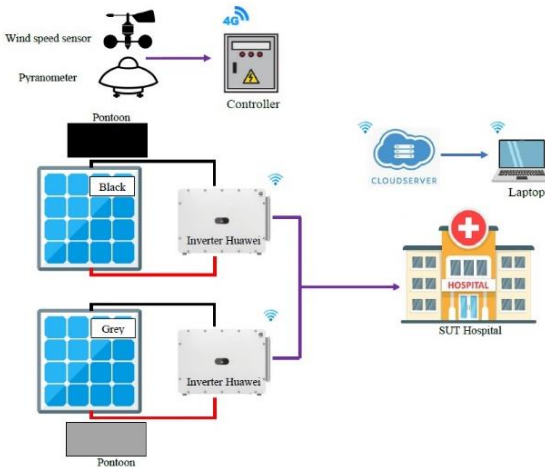 4G
Wind speed sensor
Pyranometer
Controller
Pontoon
Black
Inverter Huawei
CLOUDSERVER
Laptop
HOSPITAL
SUT Hospital
Grey
Inverter Huawei
Pontoon